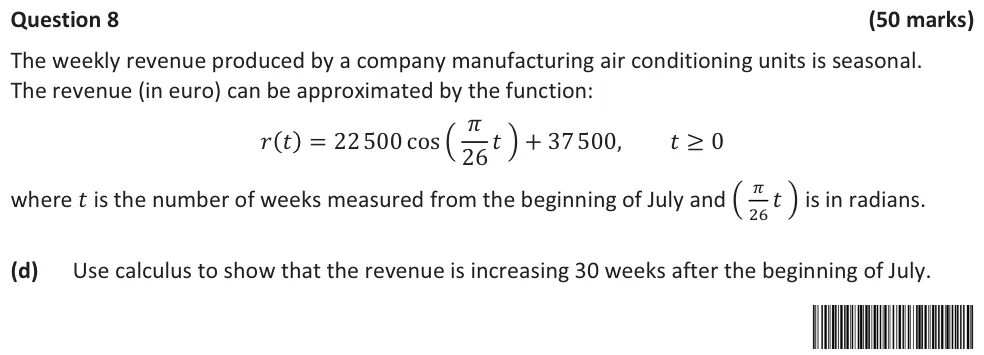 Question 8 (50 marks)
The weekly revenue produced by a company manufacturing air conditioning units is seasonal.
The revenue (in euro) can be approximated by the function:
r(t) = 22 500 cos (π/26 t) + 37 500, t ≥ 0
where t is the number of weeks measured from the beginning of July and (π/26 t) is in radians.
(d) Use calculus to show that the revenue is increasing 30 weeks after the beginning of July.